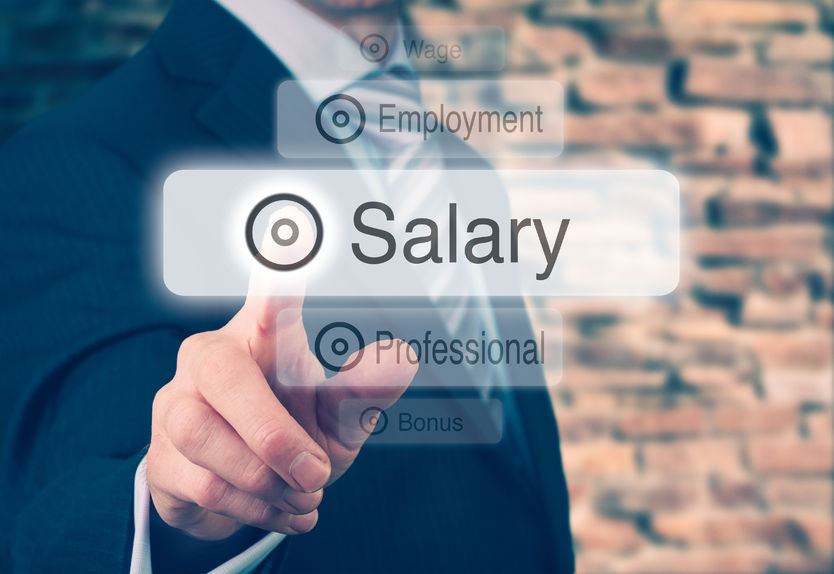 Wage
Employment
Salary
Professional
Bonus